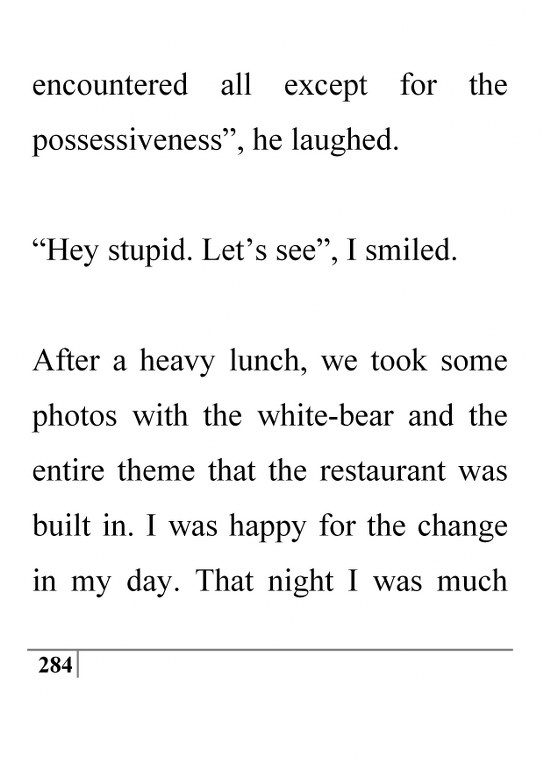 encountered all except for the
possessiveness”, he laughed.
“Hey stupid. Let’s see”, I smiled.
After a heavy lunch, we took some
photos with the white-bear and the
entire theme that the restaurant was
built in. I was happy for the change
in my day. That night I was much
284